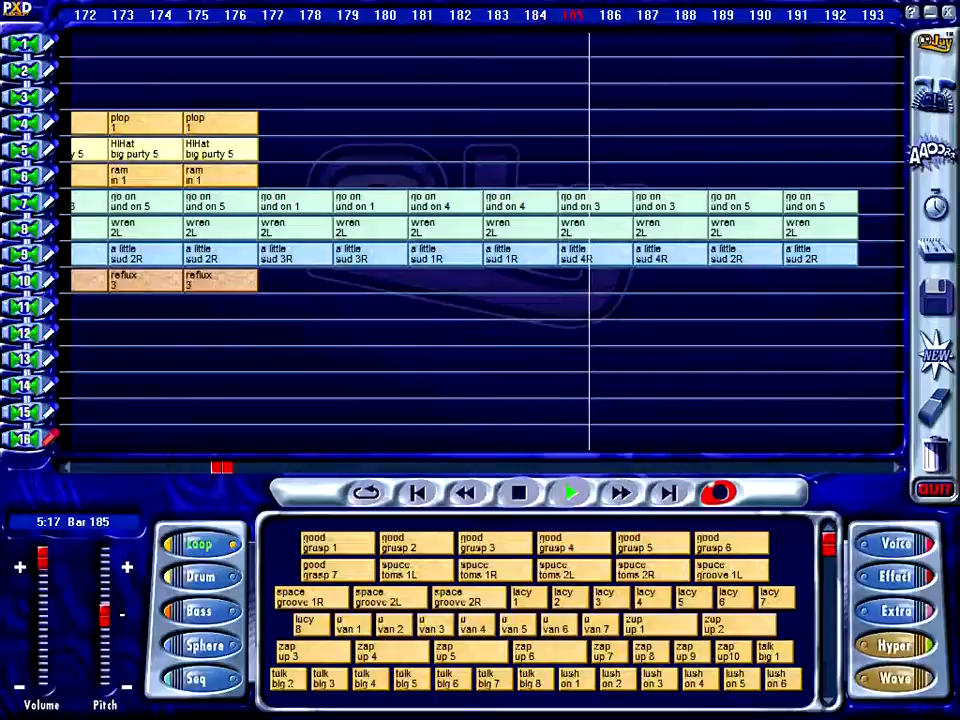 PXD 172 173 174 175 176 177 178 179 180 181 182 183 184 185 186 187 188 189 190 191 192 193 ?
eJay
1
2
3
4 plop 1 plop 1
5 y 5 HiHat big party 5 HiHat big party 5
6 ram in 1 ram in 1
7 3 go on und on 5 go on und on 5 go on und on 1 go on und on 1 go on und on 4 go on und on 4 go on und on 3 go on und on 3 go on und on 5 go on und on 5
8 wren 2L wren 2L wren 2L wren 2L wren 2L wren 2L wren 2L wren 2L wren 2L wren 2L
9 a little sud 2R a little sud 2R a little sud 3R a little sud 3R a little sud 1R a little sud 1R a little sud 4R a little sud 4R a little sud 2R a little sud 2R
10 reflux 3 reflux 3
11
12
13
NEW
14
15
16
QUIT
5:17 Bar 185
Loop
Drum
Bass
Sphere
Seq
Volume Pitch
good grasp 1 good grasp 2 good grasp 3 good grasp 4 good grasp 5 good grasp 6
good grasp 7 space toms 1L space toms 1R space toms 2L space toms 2R space groove 1L
space groove 1R space groove 2L space groove 2R lacy 1 lacy 2 lacy 3 lacy 4 lacy 5 lacy 6 lacy 7
lacy 8 u van 1 u van 2 u van 3 u van 4 u van 5 u van 6 u van 7 zap up 1 zap up 2
zap up 3 zap up 4 zap up 5 zap up 6 zap up 7 zap up 8 zap up 9 zap up10 talk big 1
talk big 2 talk big 3 talk big 4 talk big 5 talk big 6 talk big 7 talk big 8 lush on 1 lush on 2 lush on 3 lush on 4 lush on 5 lush on 6
Voice
Effect
Extra
Hyper
Wave